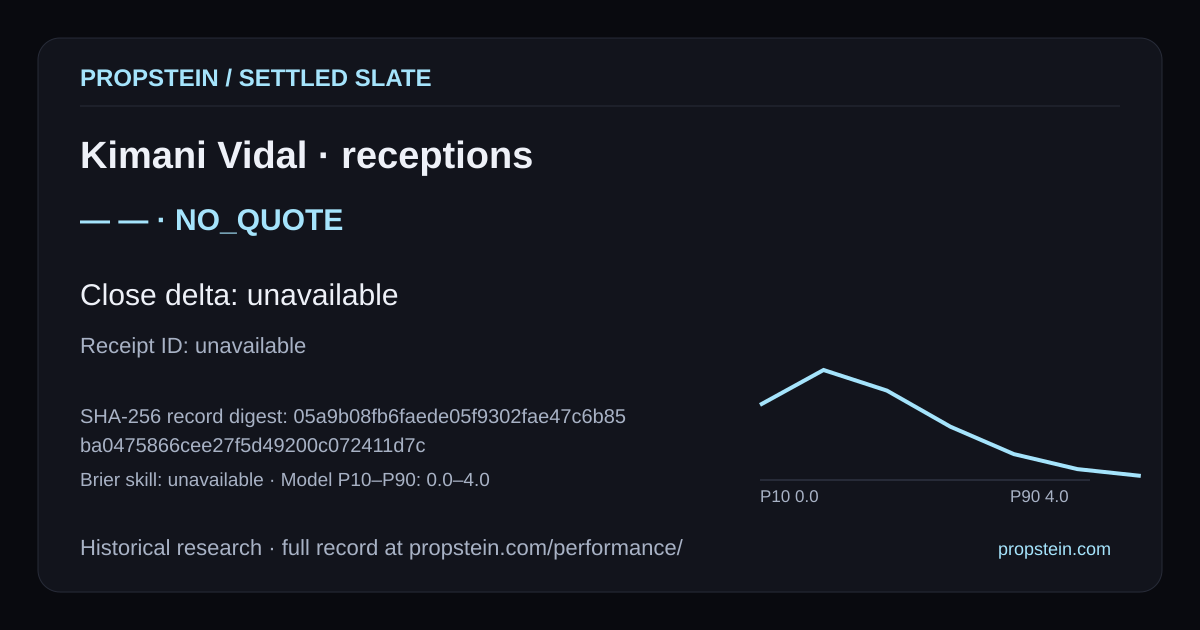 PROPSTEIN / SETTLED SLATE
Kimani Vidal · receptions
— — · NO_QUOTE
Close delta: unavailable
Receipt ID: unavailable
SHA-256 record digest: 05a9b08fb6faede05f9302fae47c6b85
ba0475866cee27f5d49200c072411d7c
Brier skill: unavailable · Model P10–P90: 0.0–4.0
P10 0.0
P90 4.0
Historical research · full record at propstein.com/performance/
propstein.com